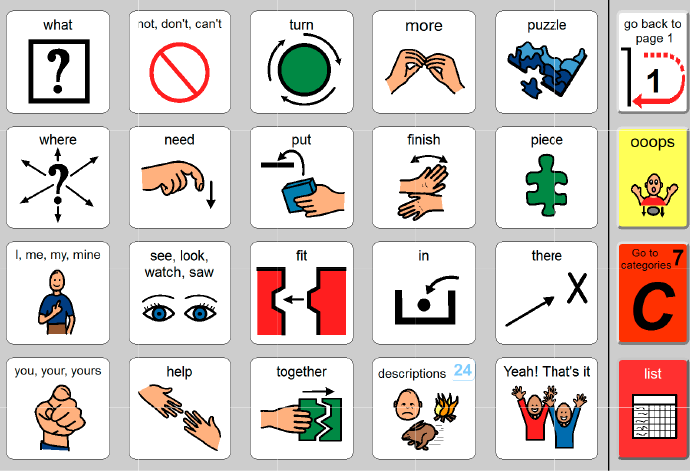 what
not, don't, can't
turn
more
puzzle
go back to
page 1
?
1
where
need
put
finish
piece
ooops
?
I, me, my, mine
see, look,
watch, saw
fit
in
there
X
Go to
categories 7
C
you, your, yours
help
together
descriptions 24
Yeah! That's it
list